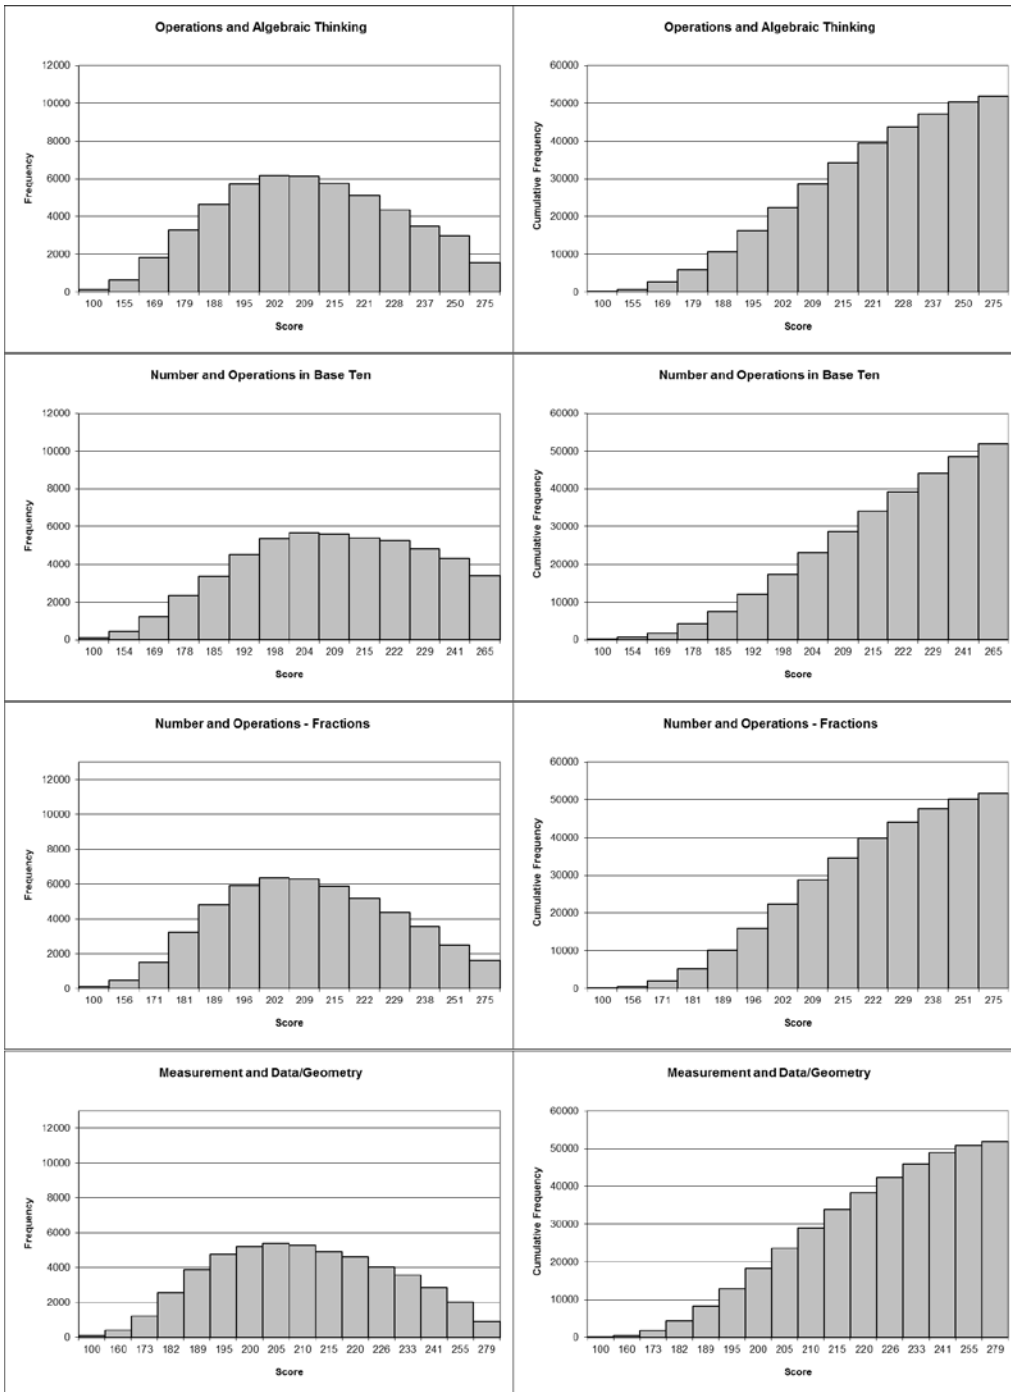 Operations and Algebraic Thinking
12000
10000
8000
6000
4000
2000
0
Frequency
100 155 169 179 188 195 202 209 215 221 228 237 250 275
Score
Operations and Algebraic Thinking
60000
50000
40000
30000
20000
10000
0
Cumulative Frequency
100 155 169 179 188 195 202 209 215 221 228 237 250 275
Score
Number and Operations in Base Ten
12000
10000
8000
6000
4000
2000
0
Frequency
100 154 169 178 185 192 198 204 209 215 222 229 241 265
Score
Number and Operations in Base Ten
60000
50000
40000
30000
20000
10000
0
Cumulative Frequency
100 154 169 178 185 192 198 204 209 215 222 229 241 265
Score
Number and Operations - Fractions
12000
10000
8000
6000
4000
2000
0
Frequency
100 156 171 181 189 196 202 209 215 222 229 238 251 275
Score
Number and Operations - Fractions
60000
50000
40000
30000
20000
10000
0
Cumulative Frequency
100 156 171 181 189 196 202 209 215 222 229 238 251 275
Score
Measurement and Data/Geometry
12000
10000
8000
6000
4000
2000
0
Frequency
100 160 173 182 189 195 200 205 210 215 220 226 233 241 255 279
Score
Measurement and Data/Geometry
60000
50000
40000
30000
20000
10000
0
Cumulative Frequency
100 160 173 182 189 195 200 205 210 215 220 226 233 241 255 279
Score